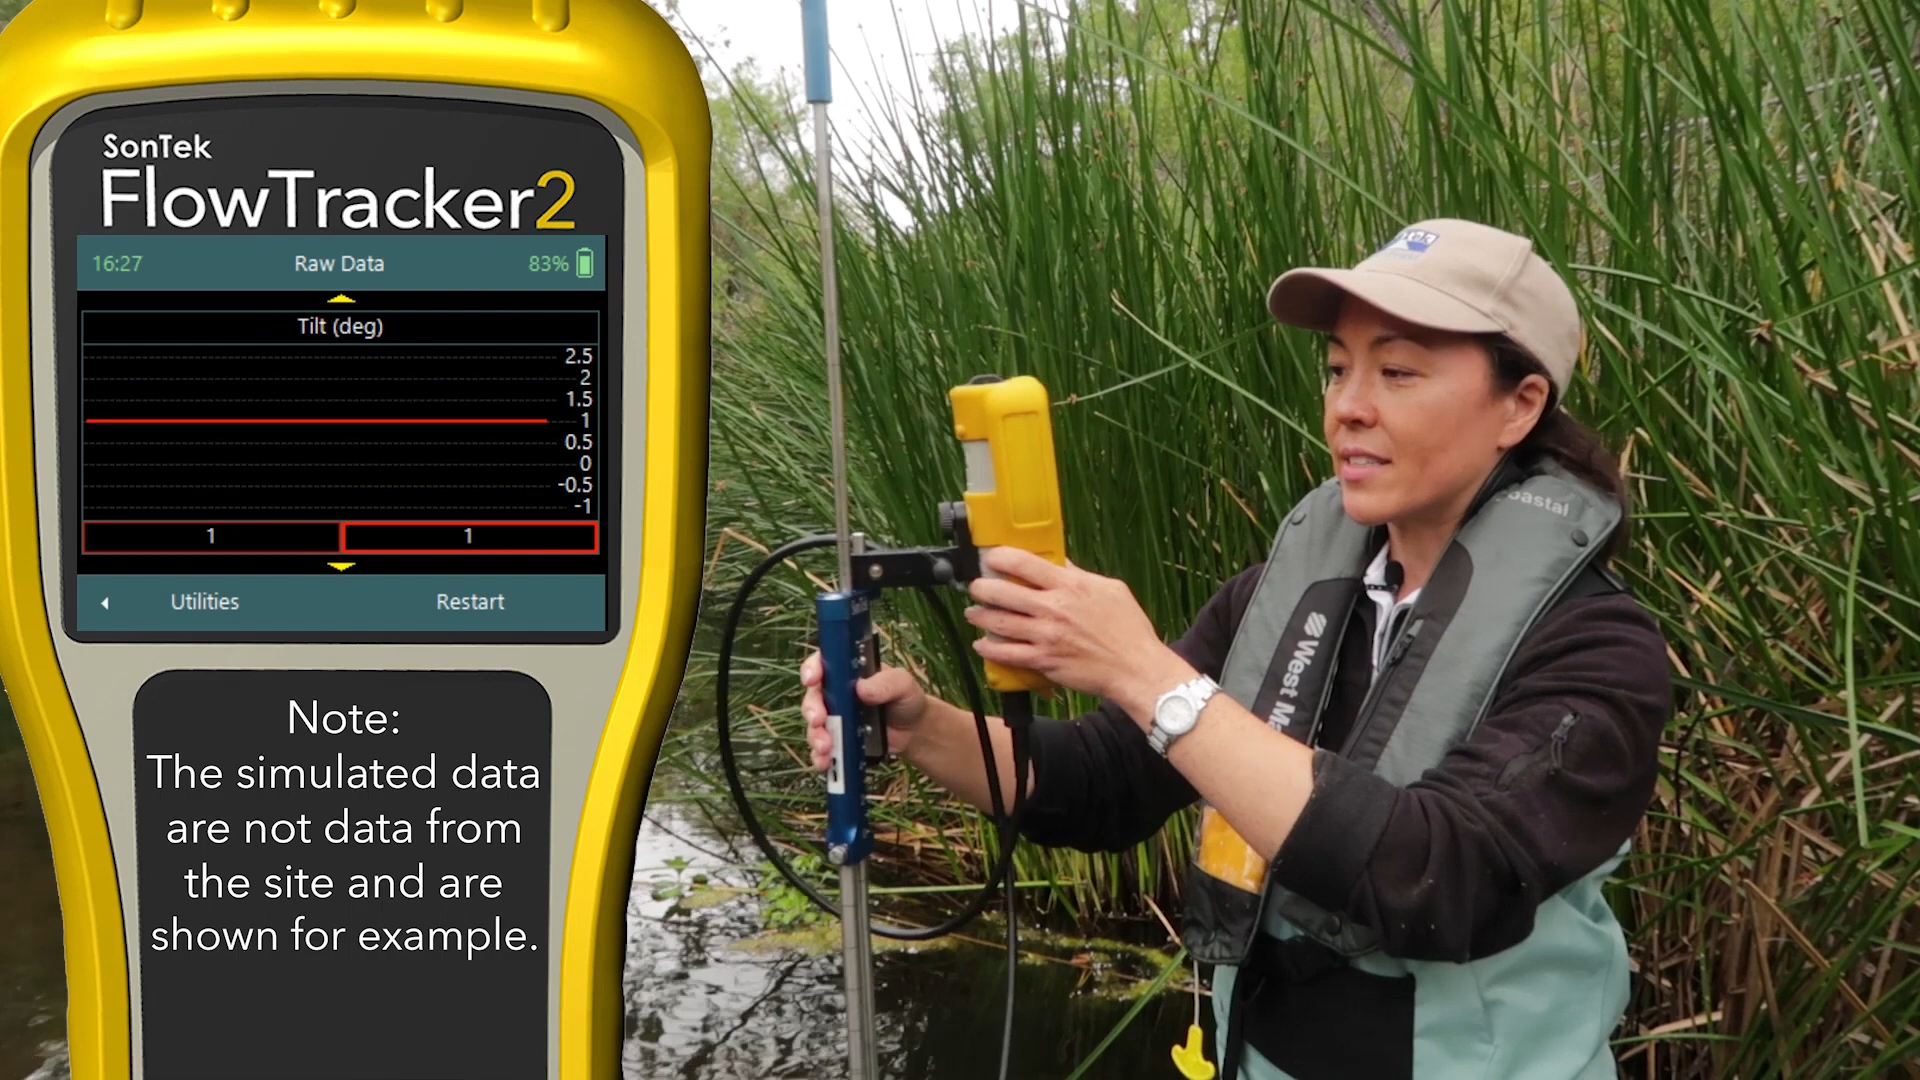 SonTek
FlowTracker2
16:27 Raw Data 83%
Tilt (deg)
2.5
2
1.5
1
0.5
0
-0.5
-1
1 1
Utilities Restart
Note:
The simulated data
are not data from
the site and are
shown for example.
SonTek
West